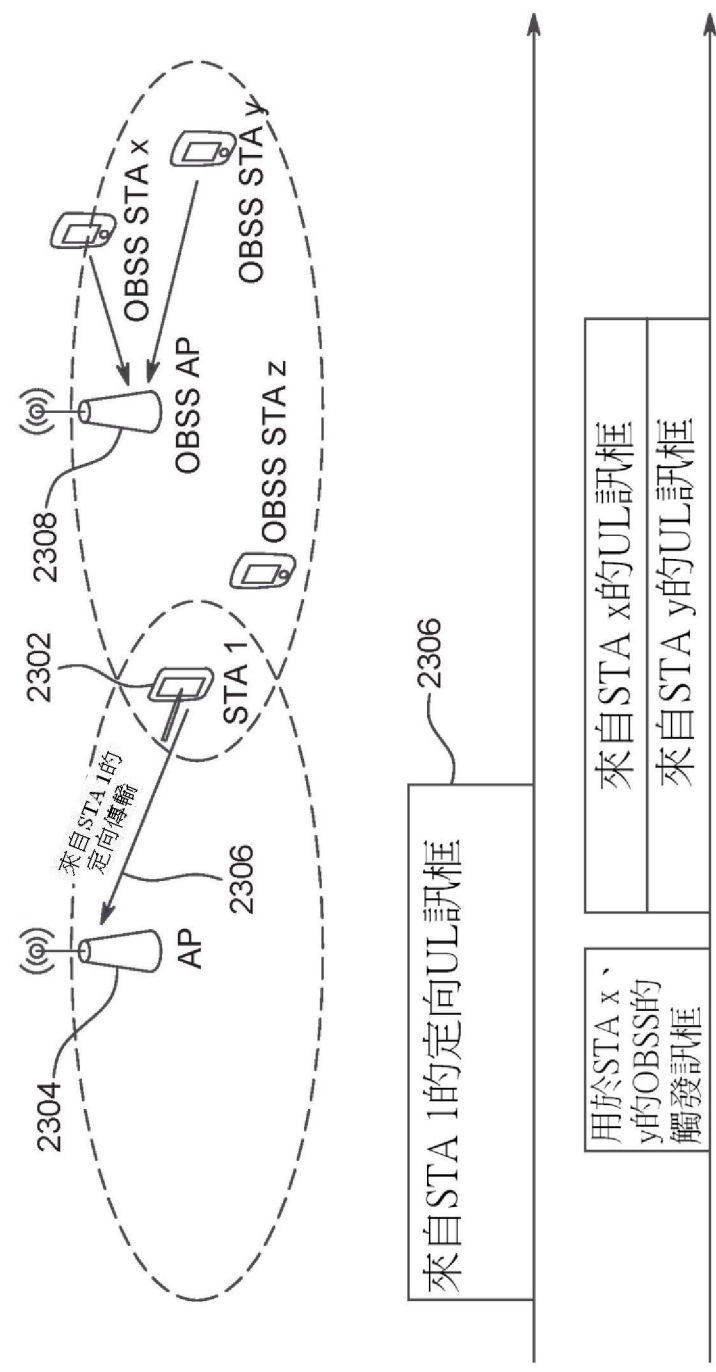 2304
AP
來自STA 1的
定向傳輸
2306
2302
STA 1
2308
OBSS AP
OBSS STA x
OBSS STA y
OBSS STA z
來自STA 1的定向UL訊框
2306
用於STA x、
y的OBSS的
觸發訊框
來自STA x的UL訊框
來自STA y的UL訊框